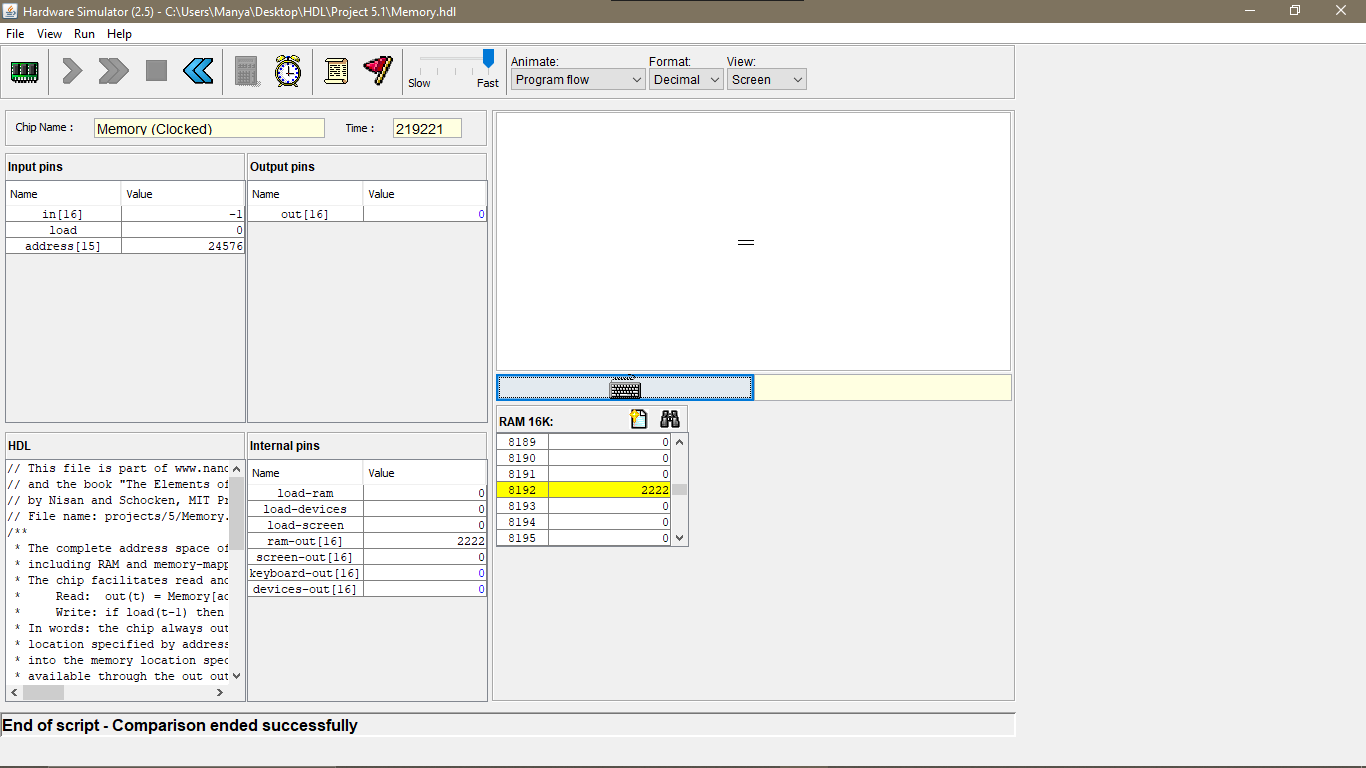 Hardware Simulator (2.5) - C:\Users\Manya\Desktop\HDL\Project 5.1\Memory.hdl
File View Run Help
Slow Fast
Animate: Format: View:
Program flow Decimal Screen
Chip Name : Memory (Clocked) Time : 219221
Input pins
Name Value
in[16] -1
load 0
address[15] 24576
Output pins
Name Value
out[16] 0
HDL
// This file is part of www.nand
// and the book "The Elements of
// by Nisan and Schocken, MIT Pr
// File name: projects/5/Memory.
/**
* The complete address space of
* including RAM and memory-mapp
* The chip facilitates read and
* Read: out(t) = Memory[ad
* Write: if load(t-1) then
* In words: the chip always out
* location specified by address
* into the memory location spec
* available through the out out
Internal pins
Name Value
load-ram 0
load-devices 0
load-screen 0
ram-out[16] 2222
screen-out[16] 0
keyboard-out[16] 0
devices-out[16] 0
RAM 16K:
8189 0
8190 0
8191 0
8192 2222
8193 0
8194 0
8195 0
End of script - Comparison ended successfully